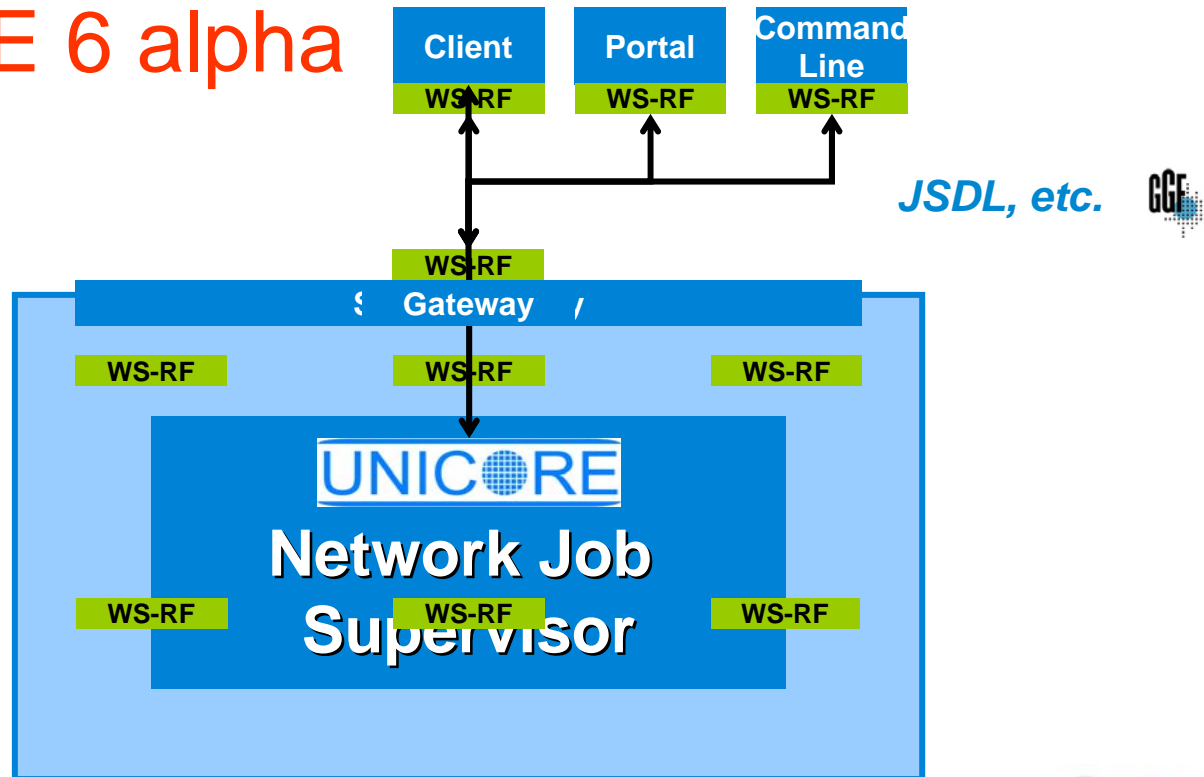 E 6 alpha
Client
Portal
Command
Line
WS-RF
WS-RF
WS-RF
JSDL, etc.
GGF
WS-RF
Gateway
WS-RF
WS-RF
WS-RF
UNICORE
Network Job
Supervisor
WS-RF
WS-RF
WS-RF